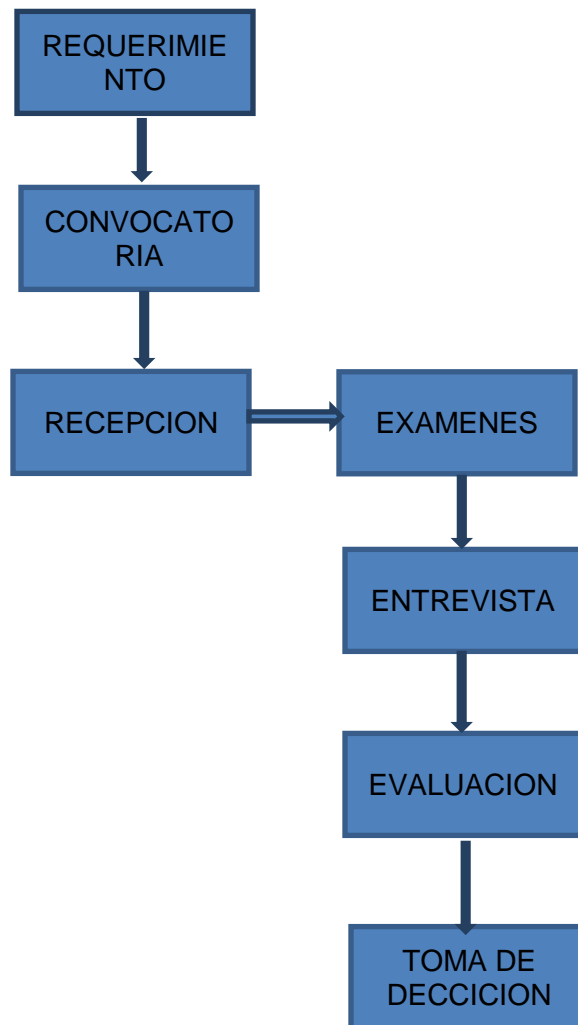 REQUERIMIE
NTO
CONVOCATO
RIA
RECEPCION
EXAMENES
ENTREVISTA
EVALUACION
TOMA DE
DECCICION